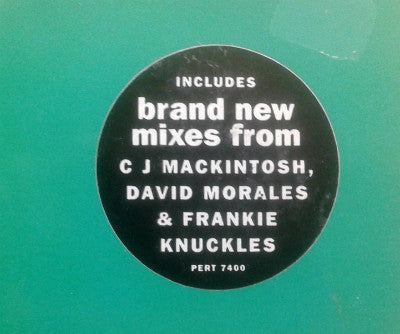 INCLUDES
brand new
mixes from
C J MACKINTOSH,
DAVID MORALES
& FRANKIE
KNUCKLES
PERT 7400